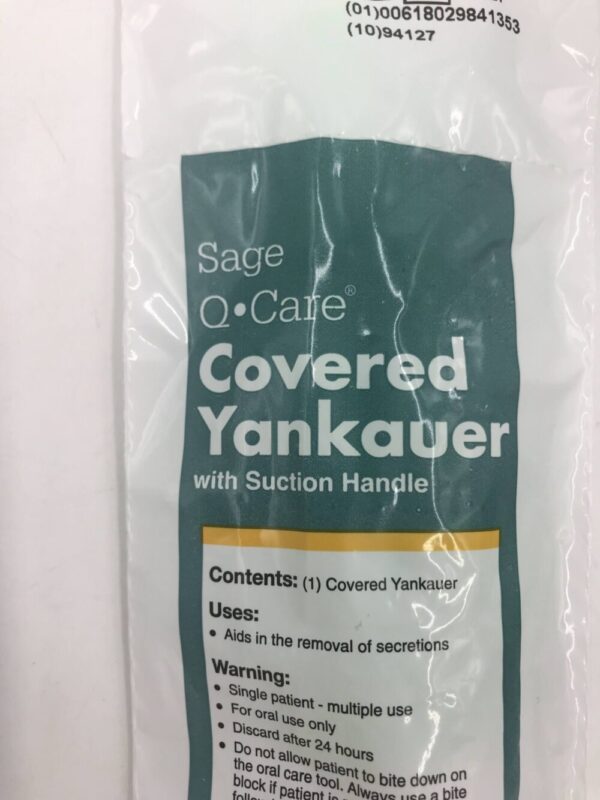 (01)00618029841353
(10)94127
Sage
Q•Care®
Covered
Yankauer
with Suction Handle
Contents: (1) Covered Yankauer
Uses:
• Aids in the removal of secretions
Warning:
• Single patient - multiple use
• For oral use only
• Discard after 24 hours
• Do not allow patient to bite down on
the oral care tool. Always use a bite
block if patient is